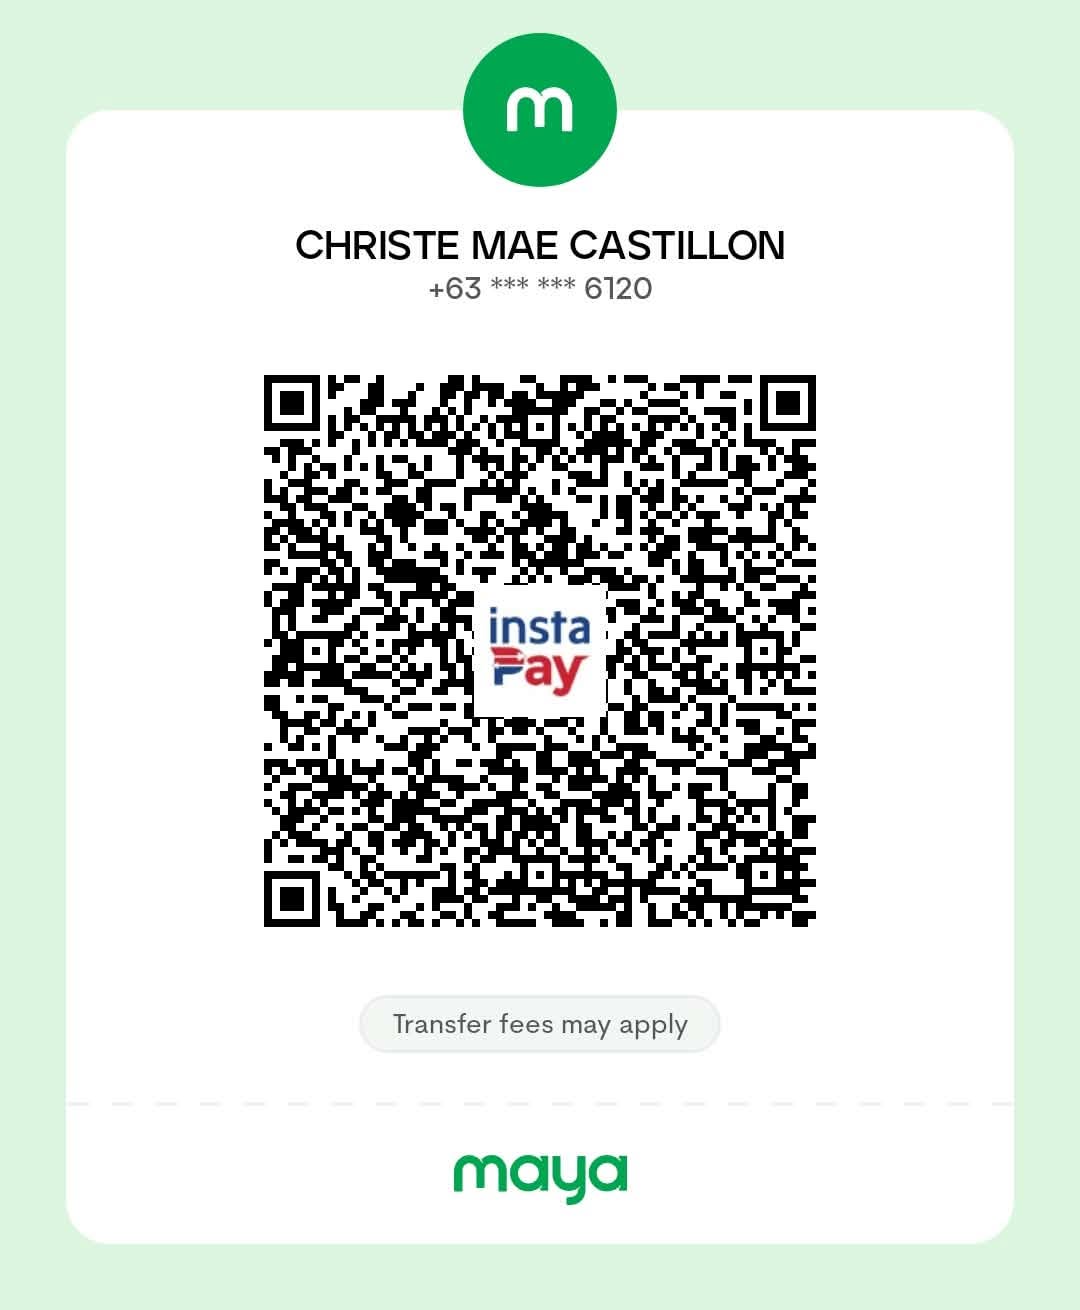 m
CHRISTE MAE CASTILLON
+63 *** *** 6120
insta
Pay
Transfer fees may apply
maya